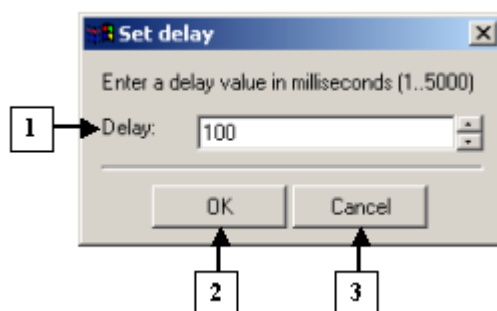 Set delay
Enter a delay value in milliseconds (1..5000)
1
Delay: 100
OK Cancel
2 3